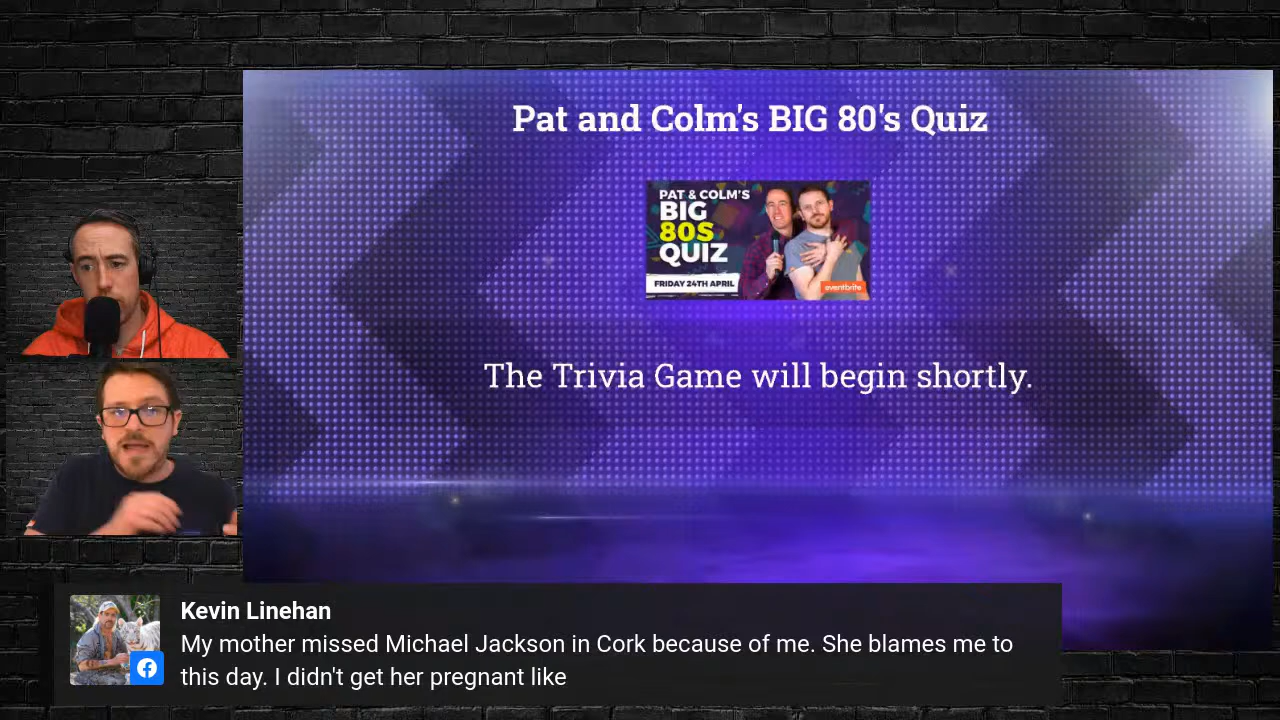 Pat and Colm's BIG 80's Quiz
PAT & COLM'S
BIG
80S
QUIZ
FRIDAY 24TH APRIL
eventbrite
The Trivia Game will begin shortly.
Kevin Linehan
My mother missed Michael Jackson in Cork because of me. She blames me to
this day. I didn't get her pregnant like